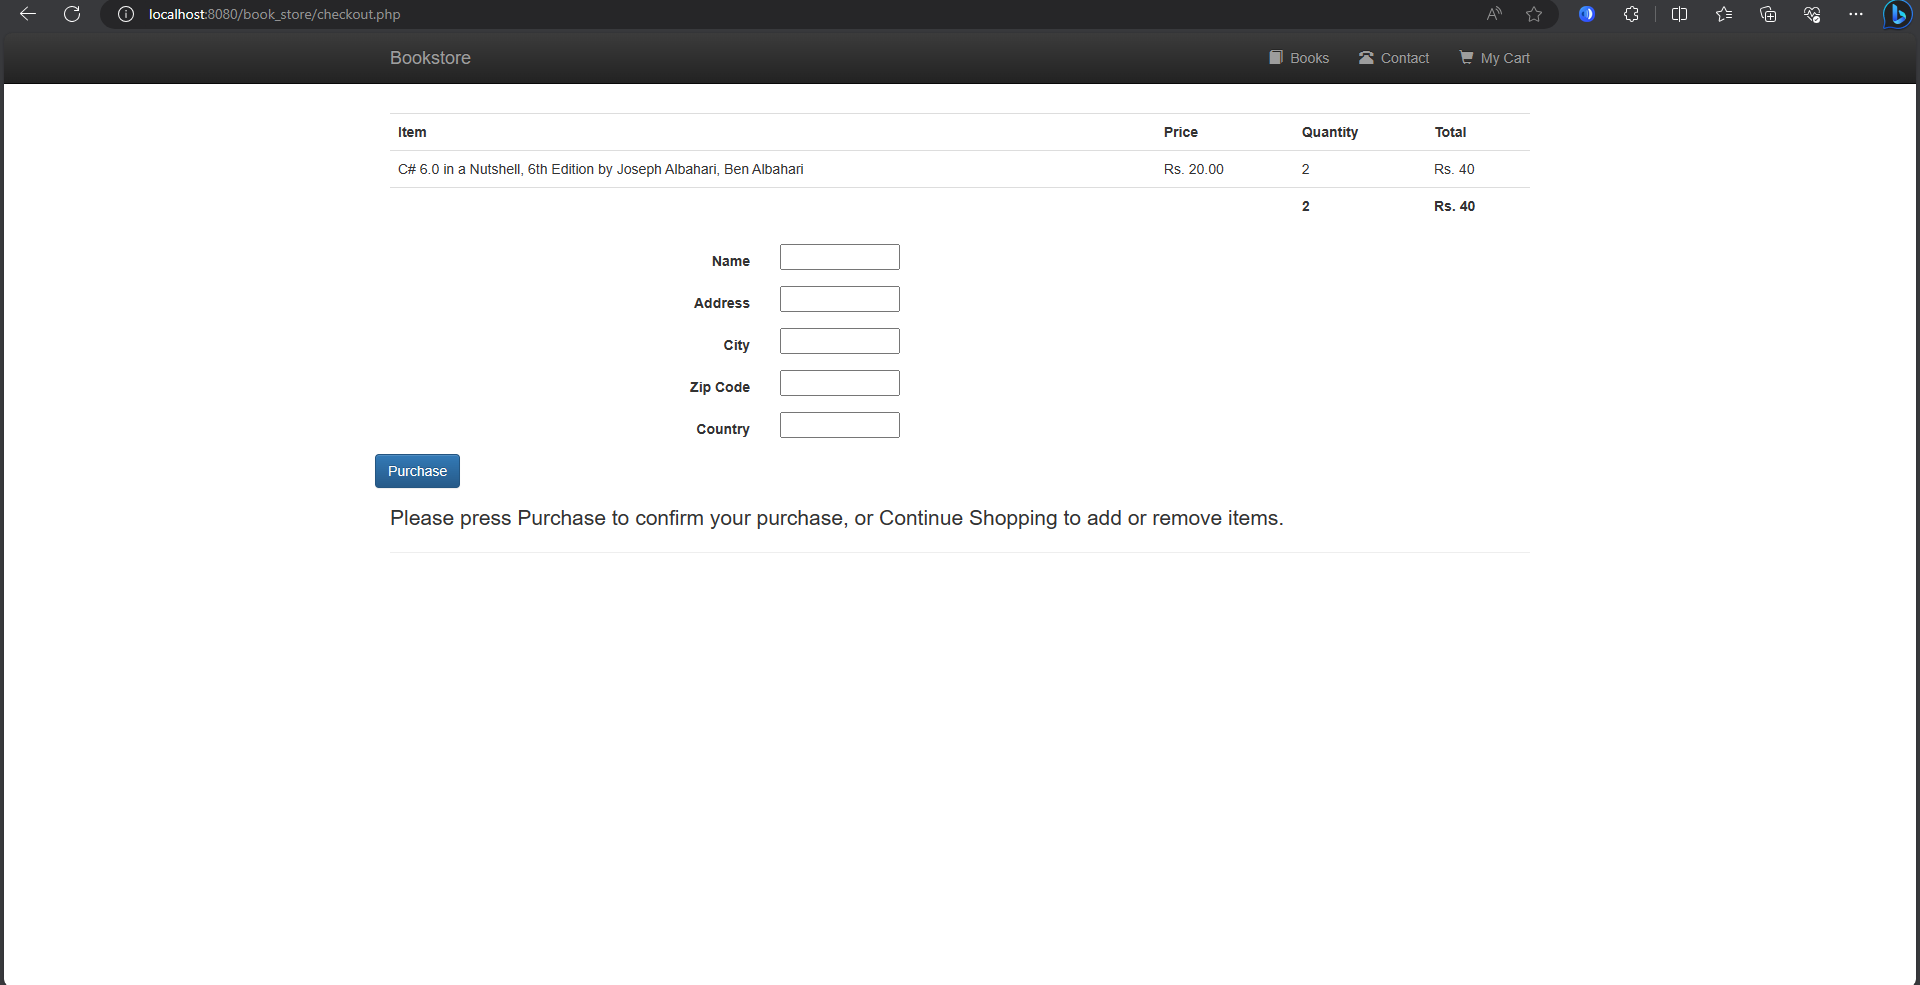 localhost:8080/book_store/checkout.php
Bookstore Books Contact My Cart
Item Price Quantity Total
C# 6.0 in a Nutshell, 6th Edition by Joseph Albahari, Ben Albahari Rs. 20.00 2 Rs. 40
2 Rs. 40
Name
Address
City
Zip Code
Country
Purchase
Please press Purchase to confirm your purchase, or Continue Shopping to add or remove items.